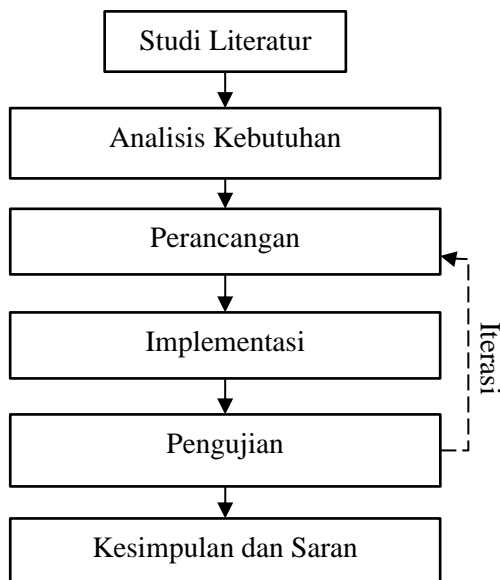 Studi Literatur
Analisis Kebutuhan
Perancangan
Implementasi
Iterasi
Pengujian
Kesimpulan dan Saran